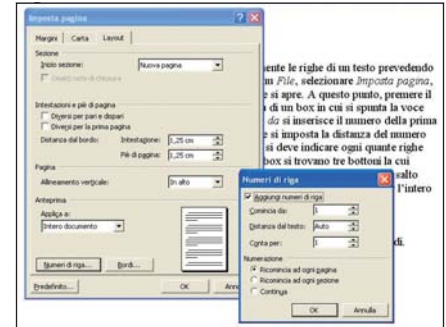 Imposta pagina
Margini Carta Layout
Sezione
Inizio sezione: Nuova pagina
Intestazioni e piè di pagina
Diversi per pari e dispari
Diversi per la prima pagina
Distanza dal bordo: Intestazione: 1,25 cm
Piè di pagina: 1,25 cm
Pagina
Allineamento verticale: In alto
Anteprima
Applica a:
Intero documento
Numeri di riga... Bordi...
Predefinito... OK Ann
mente le righe di un testo prevedendo
File, selezionare Imposta pagina,
e si apre. A questo punto, premere il
di un box in cui si spunta la voce
da si inserisce il numero della prima
e si imposta la distanza del numero
si deve indicare ogni quante righe
box si trovano tre bottoni la cui
salto
l'intero
di.
Numeri di riga
Aggiungi numeri di riga
Comincia da: 1
Distanza dal testo: Auto
Conta per: 1
Numerazione
Ricomincia ad ogni pagina
Ricomincia ad ogni sezione
Continua
OK Annulla